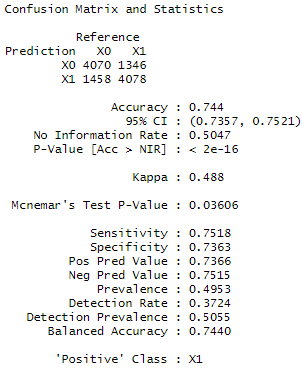 Confusion Matrix and Statistics
Reference
Prediction X0 X1
X0 4070 1346
X1 1458 4078
Accuracy : 0.744
95% CI : (0.7357, 0.7521)
No Information Rate : 0.5047
P-Value [Acc > NIR] : < 2e-16
Kappa : 0.488
Mcnemar's Test P-Value : 0.03606
Sensitivity : 0.7518
Specificity : 0.7363
Pos Pred Value : 0.7366
Neg Pred Value : 0.7515
Prevalence : 0.4953
Detection Rate : 0.3724
Detection Prevalence : 0.5055
Balanced Accuracy : 0.7440
'Positive' Class : X1